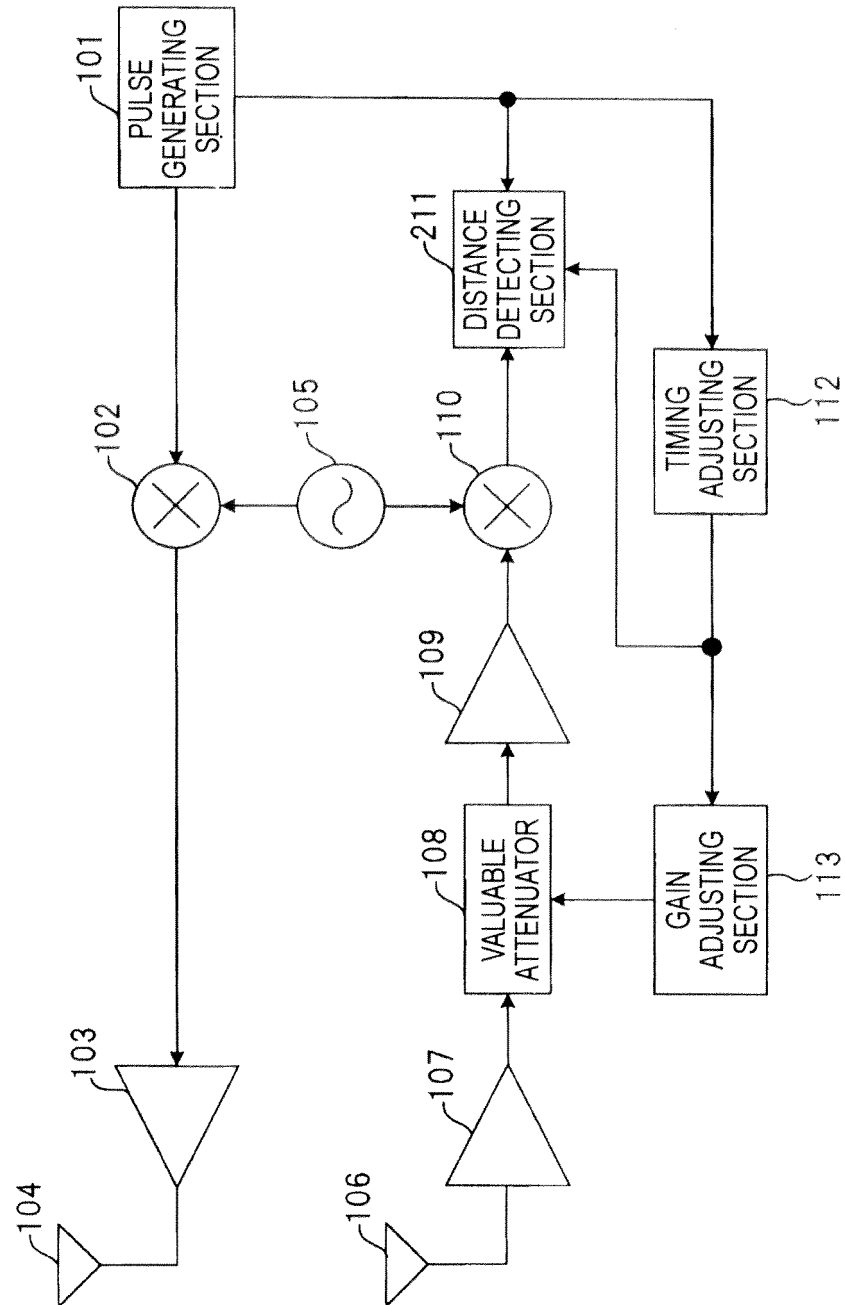 104
103
102
101
PULSE
GENERATING
SECTION
105
106
107
108
VALUABLE
ATTENUATOR
109
110
211
DISTANCE
DETECTING
SECTION
GAIN
ADJUSTING
SECTION
113
TIMING
ADJUSTING
SECTION
112